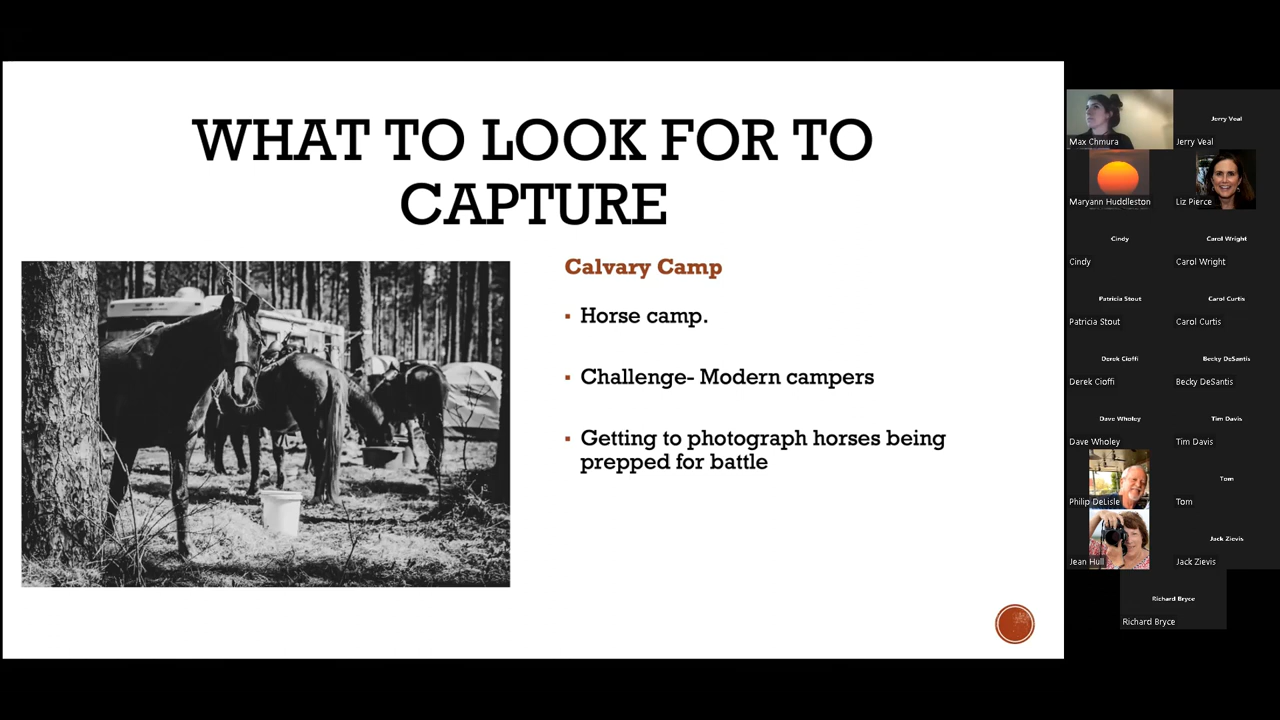 WHAT TO LOOK FOR TO
CAPTURE
Calvary Camp
▪ Horse camp.
▪ Challenge- Modern campers
▪ Getting to photograph horses being
prepped for battle
Max Chmura
Jerry Veal
Jerry Veal
Maryann Huddleston
Liz Pierce
Cindy
Cindy
Carol Wright
Carol Wright
Patricia Stout
Patricia Stout
Carol Curtis
Carol Curtis
Derek Cioffi
Derek Cioffi
Becky DeSantis
Becky DeSantis
Dave Wholey
Dave Wholey
Tim Davis
Tim Davis
Philip DeLisle
Tom
Tom
Jean Hull
Jack Zievis
Jack Zievis
Richard Bryce
Richard Bryce